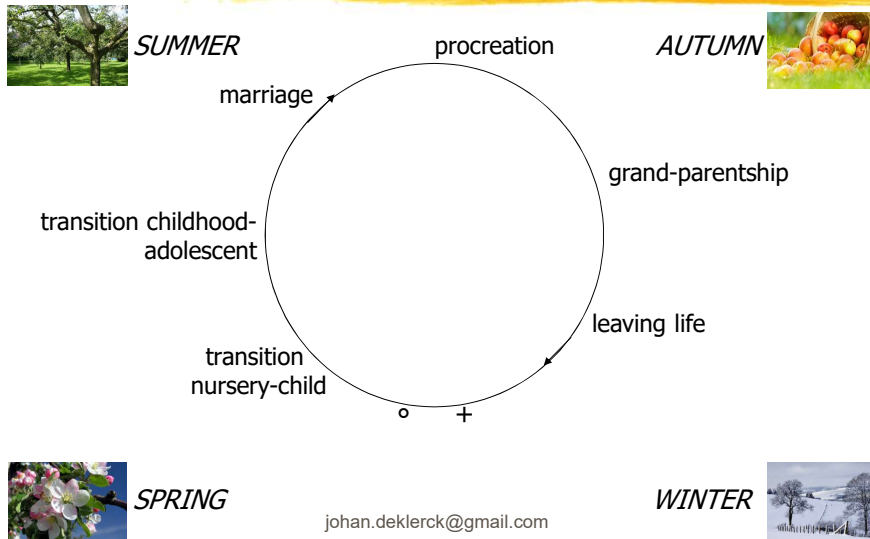 SUMMER
procreation
AUTUMN
marriage
grand-parentship
transition childhood-
adolescent
leaving life
transition
nursery-child
° +
SPRING
WINTER
johan.deklerck@gmail.com